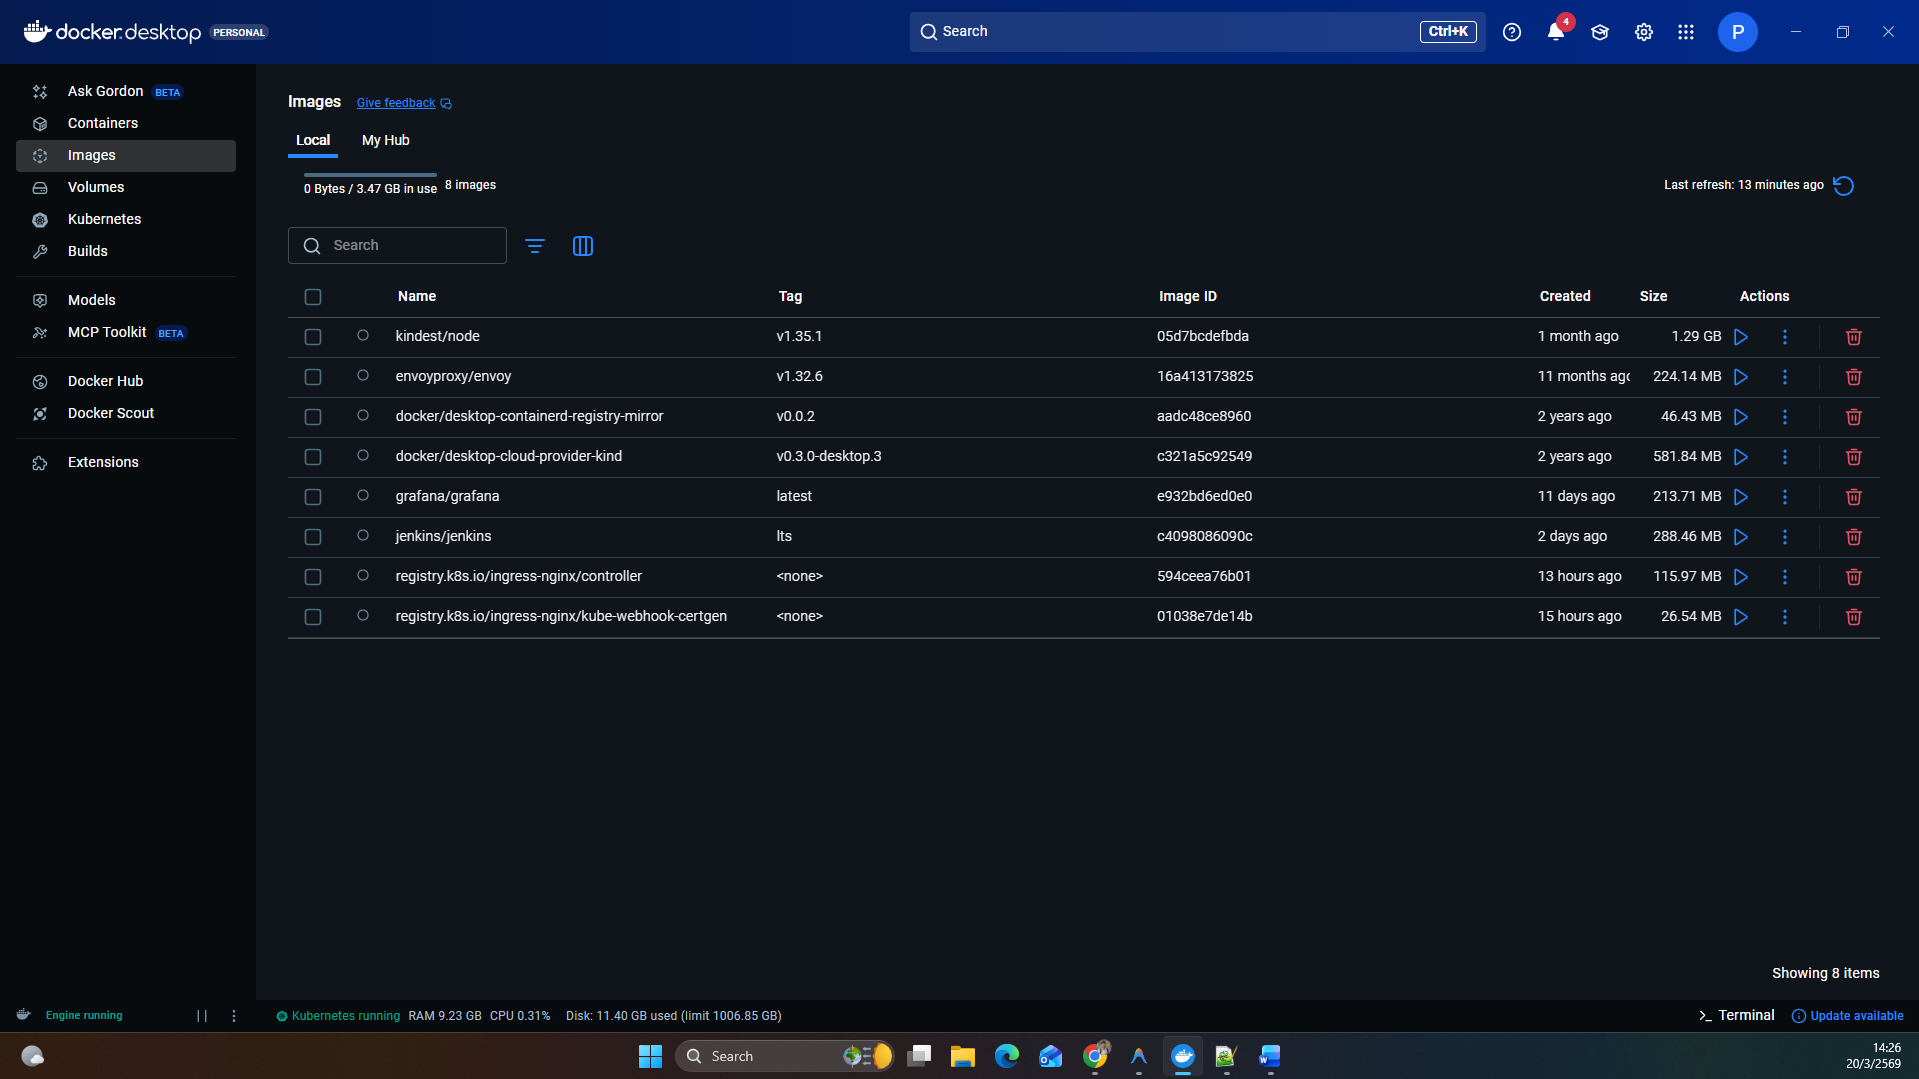 docker.desktop PERSONAL
Search Ctrl+K
4
P
Ask Gordon BETA
Containers
Images
Volumes
Kubernetes
Builds
Models
MCP Toolkit BETA
Docker Hub
Docker Scout
Extensions
Images Give feedback
Local My Hub
0 Bytes / 3.47 GB in use 8 images
Last refresh: 13 minutes ago
Search
Name Tag Image ID Created Size Actions
kindest/node v1.35.1 05d7bcdefbda 1 month ago 1.29 GB
envoyproxy/envoy v1.32.6 16a413173825 11 months ago 224.14 MB
docker/desktop-containerd-registry-mirror v0.0.2 aadc48ce8960 2 years ago 46.43 MB
docker/desktop-cloud-provider-kind v0.3.0-desktop.3 c321a5c92549 2 years ago 581.84 MB
grafana/grafana latest e932bd6ed0e0 11 days ago 213.71 MB
jenkins/jenkins lts c4098086090c 2 days ago 288.46 MB
registry.k8s.io/ingress-nginx/controller <none> 594ceea76b01 13 hours ago 115.97 MB
registry.k8s.io/ingress-nginx/kube-webhook-certgen <none> 01038e7de14b 15 hours ago 26.54 MB
Showing 8 items
Engine running
Kubernetes running RAM 9.23 GB CPU 0.31% Disk: 11.40 GB used (limit 1006.85 GB)
Terminal Update available
Search
14:26
20/3/2569